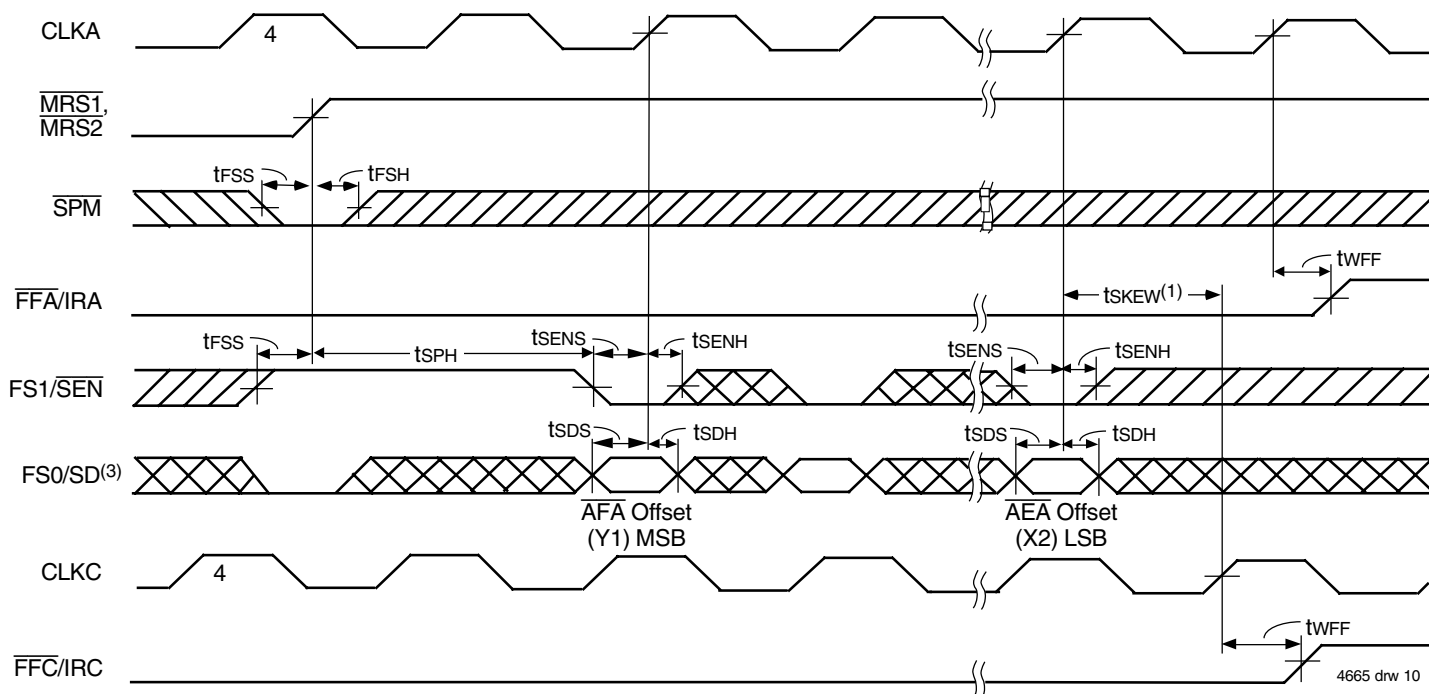 CLKA
4
MRS1,
MRS2
tFSS
tFSH
SPM
tWFF
FFA/IRA
tSKEW(1)
tFSS
tSPH
tSENS
tSENH
tSENS
tSENH
FS1/SEN
tSDS
tSDH
tSDS
tSDH
FS0/SD(3)
AFA Offset
(Y1) MSB
AEA Offset
(X2) LSB
CLKC
4
tWFF
FFC/IRC
4665 drw 10